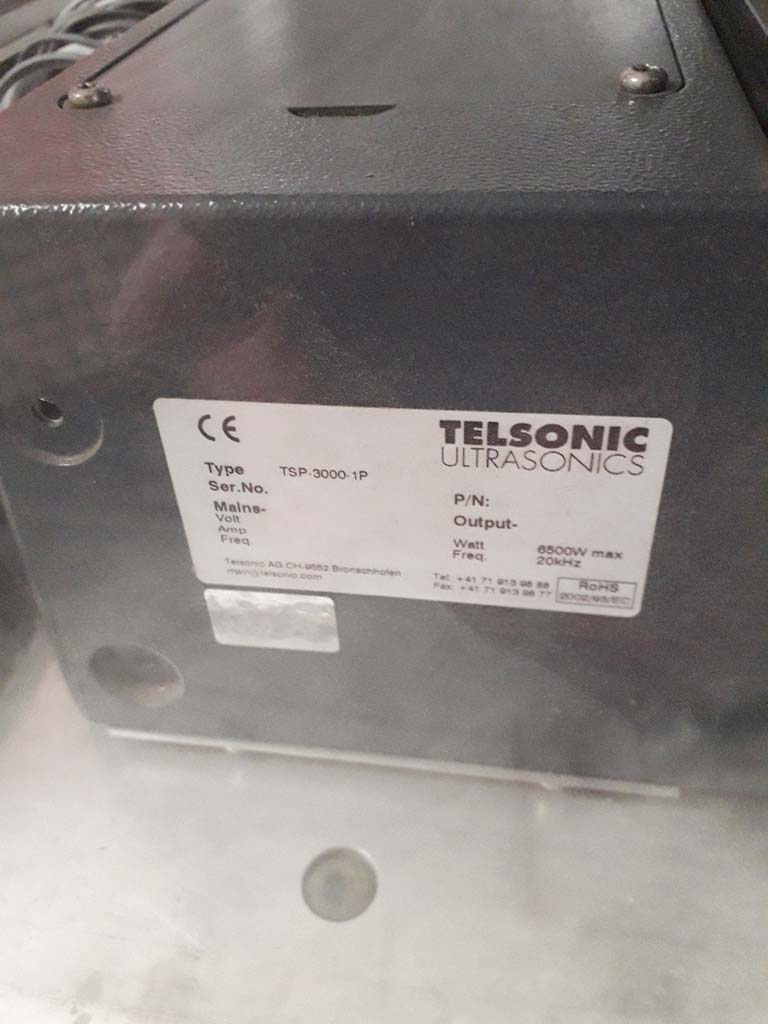 CE
TELSONIC
ULTRASONICS
Type TSP-3000-1P
Ser.No.
Mains-
Volt
Amp
Freq.
P/N:
Output-
Watt 6500W max
Freq. 20kHz
Telsonic AG CH-9552 Bronschhofen
main@telsonic.com
Tel: +41 71 913 98 88
Fax: +41 71 913 98 77
RoHS
2002/95/EC